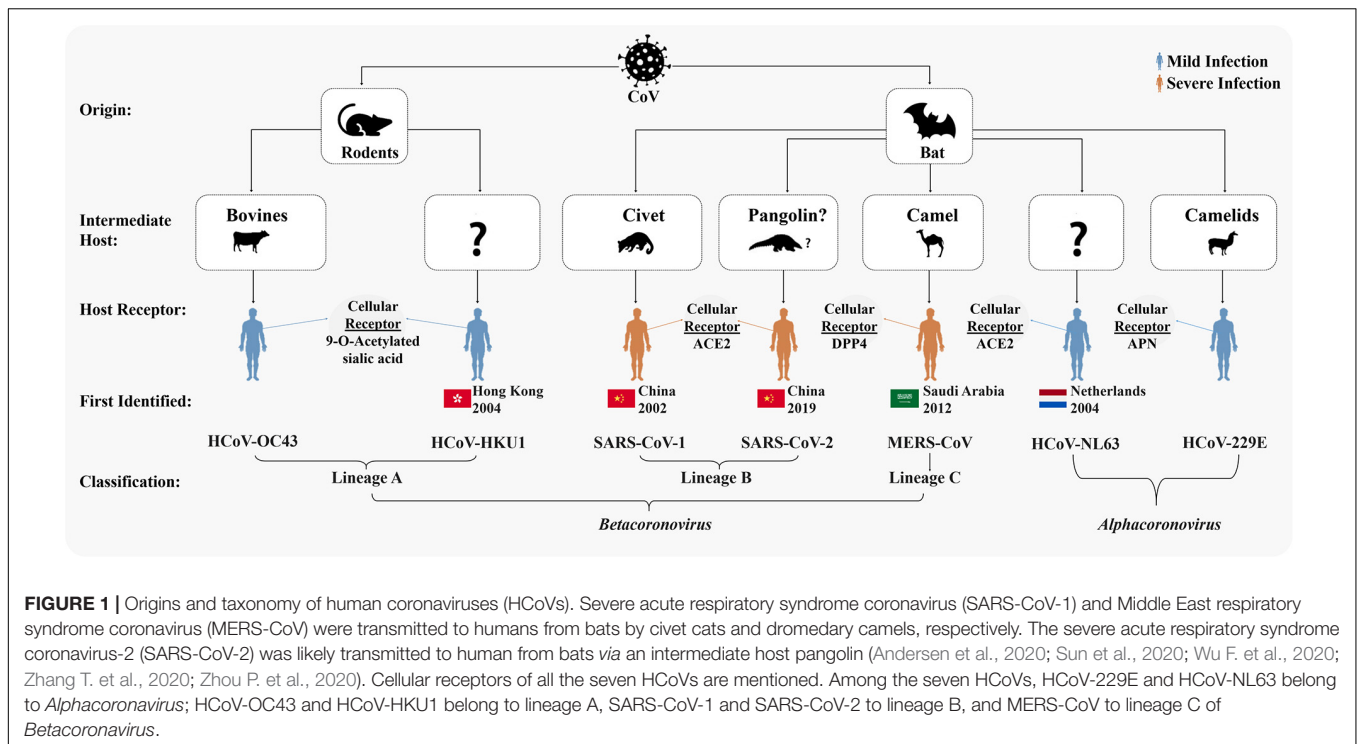 CoV
Mild Infection
Severe Infection
Origin:
Rodents
Bat
Intermediate
Host:
Bovines
?
Civet
Pangolin?
?
Camel
?
Camelids
Host Receptor:
Cellular
Receptor
9-O-Acetylated
sialic acid
Cellular
Receptor
ACE2
Cellular
Receptor
DPP4
Cellular
Receptor
ACE2
Cellular
Receptor
APN
First Identified:
Hong Kong
2004
China
2002
China
2019
Saudi Arabia
2012
Netherlands
2004
HCoV-OC43
HCoV-HKU1
SARS-CoV-1
SARS-CoV-2
MERS-CoV
HCoV-NL63
HCoV-229E
Classification:
Lineage A
Lineage B
Lineage C
Betacoronovirus
Alphacoronovirus
FIGURE 1 | Origins and taxonomy of human coronaviruses (HCoVs). Severe acute respiratory syndrome coronavirus (SARS-CoV-1) and Middle East respiratory
syndrome coronavirus (MERS-CoV) were transmitted to humans from bats by civet cats and dromedary camels, respectively. The severe acute respiratory syndrome
coronavirus-2 (SARS-CoV-2) was likely transmitted to human from bats via an intermediate host pangolin (Andersen et al., 2020; Sun et al., 2020; Wu F. et al., 2020;
Zhang T. et al., 2020; Zhou P. et al., 2020). Cellular receptors of all the seven HCoVs are mentioned. Among the seven HCoVs, HCoV-229E and HCoV-NL63 belong
to Alphacoronavirus; HCoV-OC43 and HCoV-HKU1 belong to lineage A, SARS-CoV-1 and SARS-CoV-2 to lineage B, and MERS-CoV to lineage C of
Betacoronavirus.